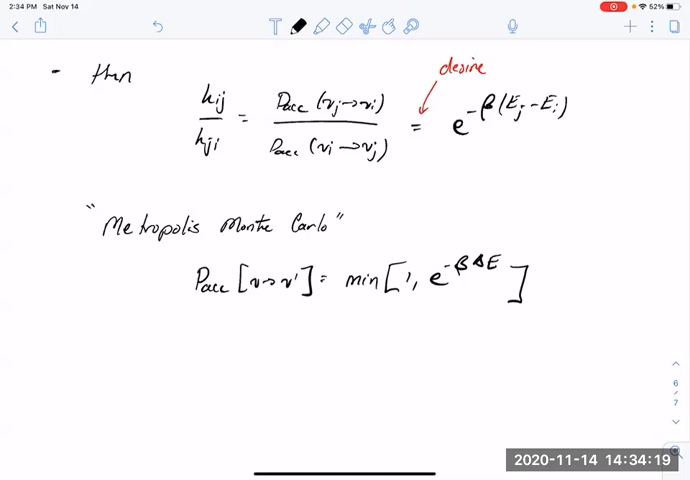 2:34 PM Sat Nov 14
52%
- then
desire
kij / kji = Pacc (νj→νi) / Pacc (νi→νj) = e^-β(Ej-Ei)
"Metropolis Monte Carlo"
Pacc [ν→ν'] = min [1, e^-βΔE]
6
/
7
2020-11-14 14:34:19